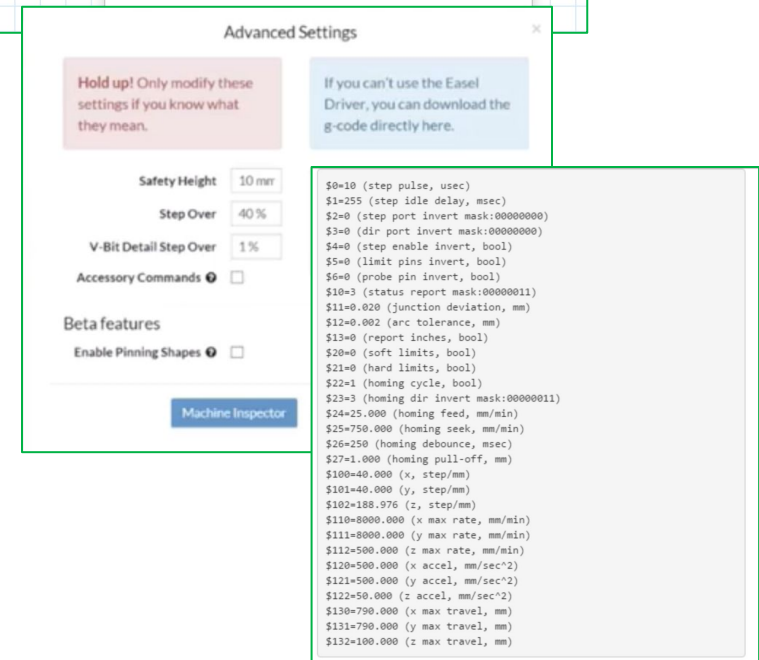 Advanced Settings
×
Hold up! Only modify these
settings if you know what
they mean.
If you can't use the Easel
Driver, you can download the
g-code directly here.
Safety Height 10 mm
Step Over 40 %
V-Bit Detail Step Over 1 %
Accessory Commands ?
Beta features
Enable Pinning Shapes ?
Machine Inspector
$0=10 (step pulse, usec)
$1=255 (step idle delay, msec)
$2=0 (step port invert mask:00000000)
$3=0 (dir port invert mask:00000000)
$4=0 (step enable invert, bool)
$5=0 (limit pins invert, bool)
$6=0 (probe pin invert, bool)
$10=3 (status report mask:00000011)
$11=0.020 (junction deviation, mm)
$12=0.002 (arc tolerance, mm)
$13=0 (report inches, bool)
$20=0 (soft limits, bool)
$21=0 (hard limits, bool)
$22=1 (homing cycle, bool)
$23=3 (homing dir invert mask:00000011)
$24=25.000 (homing feed, mm/min)
$25=750.000 (homing seek, mm/min)
$26=250 (homing debounce, msec)
$27=1.000 (homing pull-off, mm)
$100=40.000 (x, step/mm)
$101=40.000 (y, step/mm)
$102=188.976 (z, step/mm)
$110=8000.000 (x max rate, mm/min)
$111=8000.000 (y max rate, mm/min)
$112=500.000 (z max rate, mm/min)
$120=500.000 (x accel, mm/sec^2)
$121=500.000 (y accel, mm/sec^2)
$122=50.000 (z accel, mm/sec^2)
$130=790.000 (x max travel, mm)
$131=790.000 (y max travel, mm)
$132=100.000 (z max travel, mm)